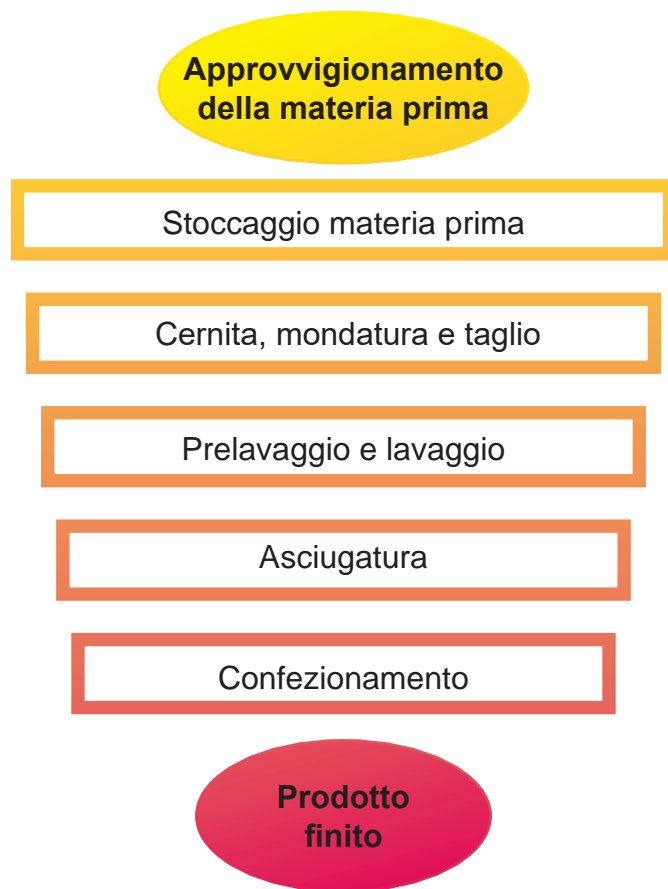 Approvvigionamento
della materia prima
Stoccaggio materia prima
Cernita, mondatura e taglio
Prelavaggio e lavaggio
Asciugatura
Confezionamento
Prodotto
finito